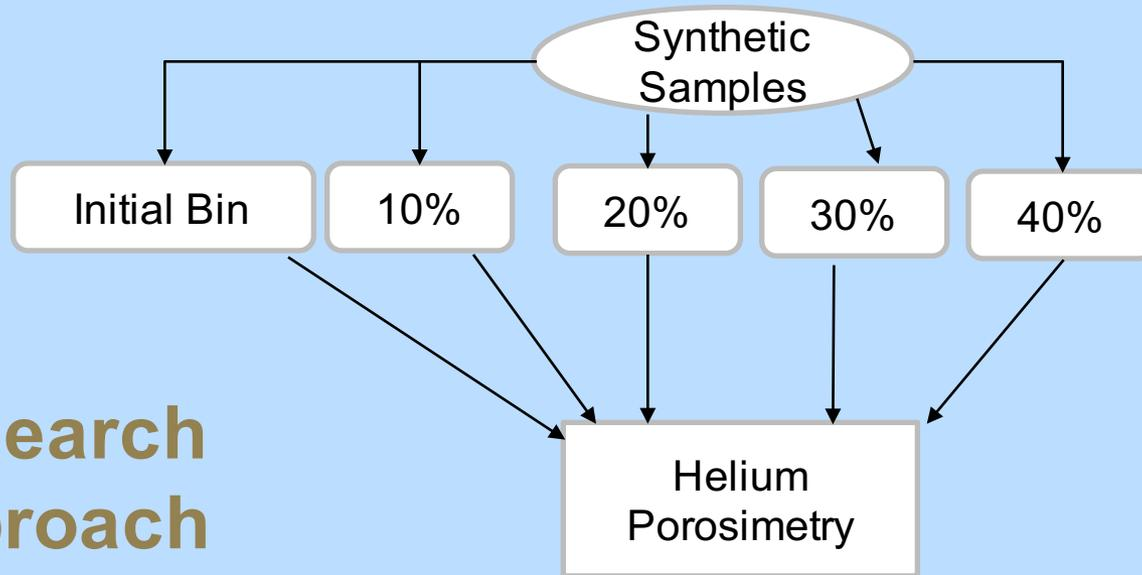 Synthetic
Samples
Initial Bin
10%
20%
30%
40%
earch
roach
Helium
Porosimetry